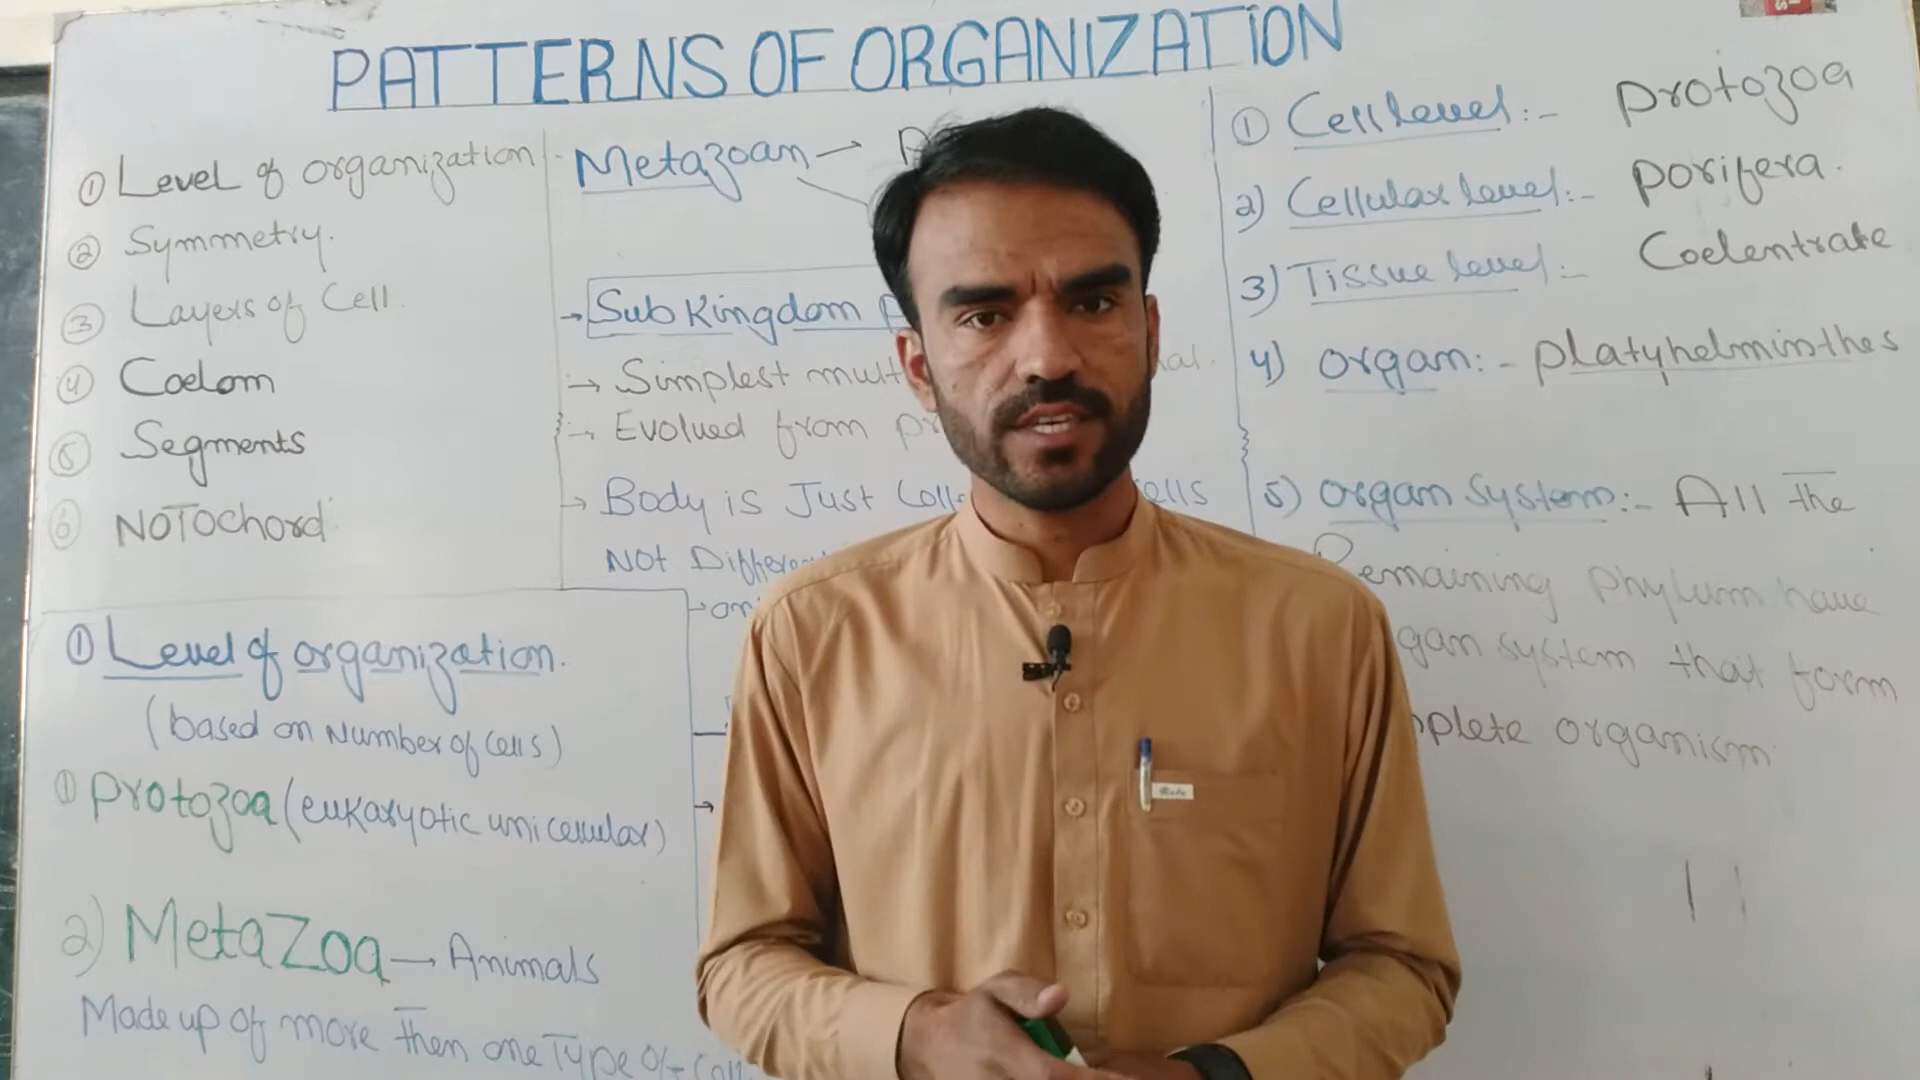 PATTERNS OF ORGANIZATION
① Level of organization
② Symmetry.
③ Layers of Cell.
④ Coelom
⑤ Segments
⑥ NOTOchord
① Level of organization.
(based on Number of Cells)
① Protozoa (eukaryotic unicellular)
2) MetaZoa — Animals
Made up of more Then one Type of Cell
Metazoan →
→ Sub Kingdom
→ Simplest
→ Evolved from
→ Body is Just
Not
① Cell level:- Protozoa
2) Cellular level:- Porifera.
3) Tissue level:- Coelentrate
4) organ:- Platyhelminthes
5) organ System:- All The
Remaining Phylum have
system that form
organism